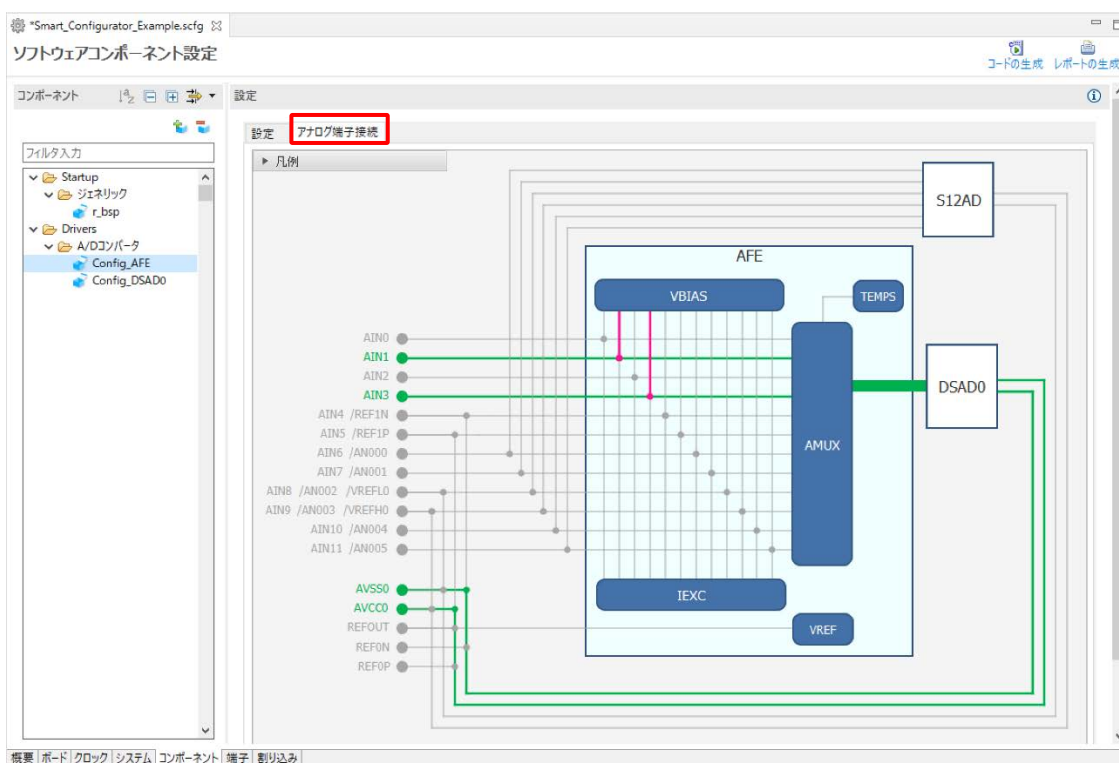 *Smart_Configurator_Example.scfg
ソフトウェアコンポーネント設定
コードの生成 レポートの生成
コンポーネント
設定
設定 アナログ端子接続
フィルタ入力
凡例
Startup
ジェネリック
r_bsp
Drivers
A/Dコンバータ
Config_AFE
Config_DSAD0
S12AD
AFE
VBIAS
TEMPS
AIN0
AIN1
AIN2
AIN3
AIN4 /REF1N
AIN5 /REF1P
AIN6 /AN000
AIN7 /AN001
AIN8 /AN002 /VREFL0
AIN9 /AN003 /VREFH0
AIN10 /AN004
AIN11 /AN005
DSAD0
AMUX
AVSS0
AVCC0
REFOUT
REF0N
REF0P
IEXC
VREF
概要 ボード クロック システム コンポーネント 端子 割り込み